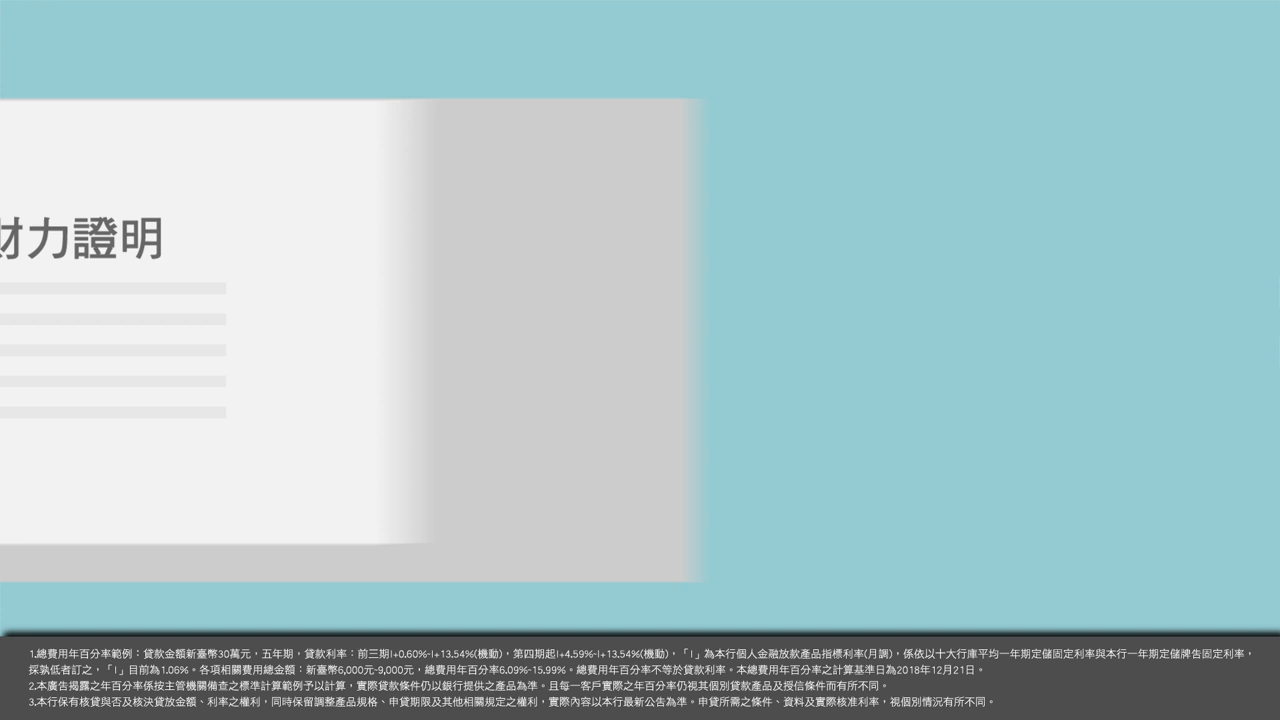 財力證明
1.總費用年百分率範例：貸款金額新臺幣30萬元，五年期，貸款利率：前三期I+0.60%-I+13.54%(機動)，第四期起I+4.59%-I+13.54%(機動)，「I」為本行個人金融放款產品指標利率(月調)，係依以十大行庫平均一年期定儲固定利率與本行一年期定儲牌告固定利率，
採孰低者訂之，「I」目前為1.06%。各項相關費用總金額：新臺幣6,000元-9,000元，總費用年百分率6.09%-15.99%。總費用年百分率不等於貸款利率。本總費用年百分率之計算基準日為2018年12月21日。
2.本廣告揭露之年百分率係按主管機關備查之標準計算範例予以計算，實際貸款條件仍以銀行提供之產品為準。且每一客戶實際之年百分率仍視其個別貸款產品及授信條件而有所不同。
3.本行保有核貸與否及核決貸放金額、利率之權利，同時保留調整產品規格、申貸期限及其他相關規定之權利，實際內容以本行最新公告為準。申貸所需之條件、資料及實際核准利率，視個別情況有所不同。